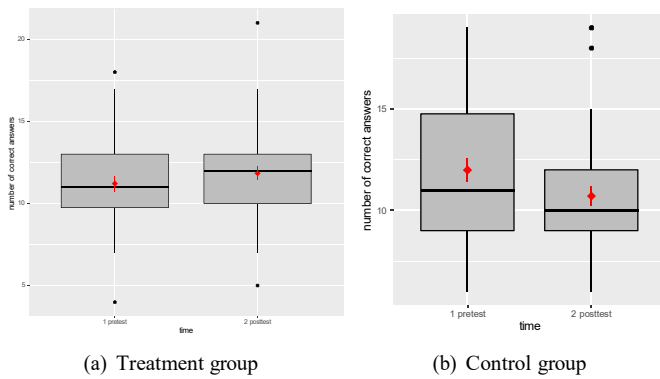 number of correct answers
20
15
10
5
1 pretest
2 posttest
time
(a) Treatment group
number of correct answers
15
10
1 pretest
2 posttest
time
(b) Control group